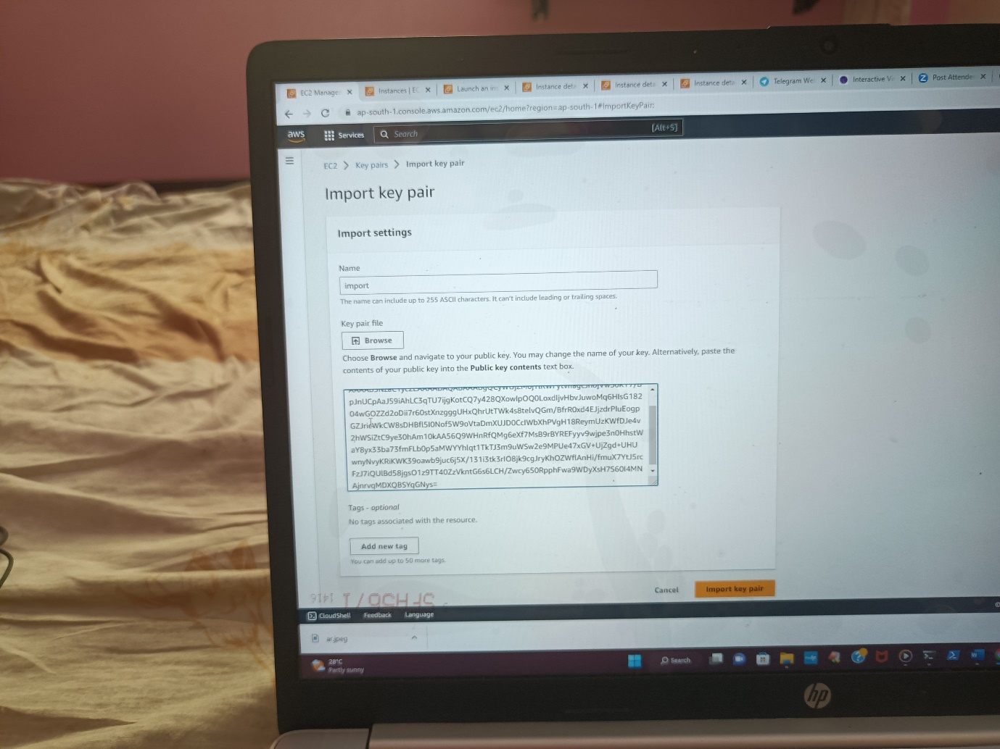 EC2 Manage
Instances | EC
Launch an in
Instance deta
Instance deta
Instance deta
Telegram We
Interactive Vi
Post Attende
ap-south-1.console.aws.amazon.com/ec2/home?region=ap-south-1#ImportKeyPair:
aws
Services
Search
[Alt+S]
EC2 > Key pairs > Import key pair
Import key pair
Import settings
Name
import
The name can include up to 255 ASCII characters. It can't include leading or trailing spaces.
Key pair file
Browse
Choose Browse and navigate to your public key. You may change the name of your key. Alternatively, paste the
contents of your public key into the Public key contents text box.
pJnUCpAaJ59iAhLC3qTU7ijgKotCQ7y428QXowIpOQ0LoxdIjvHbvJuwoMq6HIsG182
04wGOZZd2oDii7r60stXnzgggUHxQhrUtTWk4s8teIvQGm/BfrR0xd4EJjzdrPIuEogp
2hWSiZtC9ye30hAm10kAA56Q9WHnRfQMg6eXf7MsB9rBYREFyyv9wjpe3n0HhstW
aY8yx33ba73fmFLb0p5aMWYYhlqt1TkTJ3m9uWSw2e9MPUe47xGV+UjZgd+UHU
wnyNvyKRiKWK39oawb9juc6j5X/131i3tk3rIO8jk9cgJryKhOZWflAnHi/fmuX7YtJ5rc
FzJ7iQUlBd58jgsO1z9TT40ZzVkntG6s6LCH/Zwcy650RpphFwa9WDyXsH7S60I4MN
AjnrvqMDXQBSYqGNys=
Tags - optional
No tags associated with the resource.
Add new tag
You can add up to 50 more tags.
Cancel
Import key pair
CloudShell
Feedback
Language
ar.jpeg
28°C
Partly sunny
Search
hp